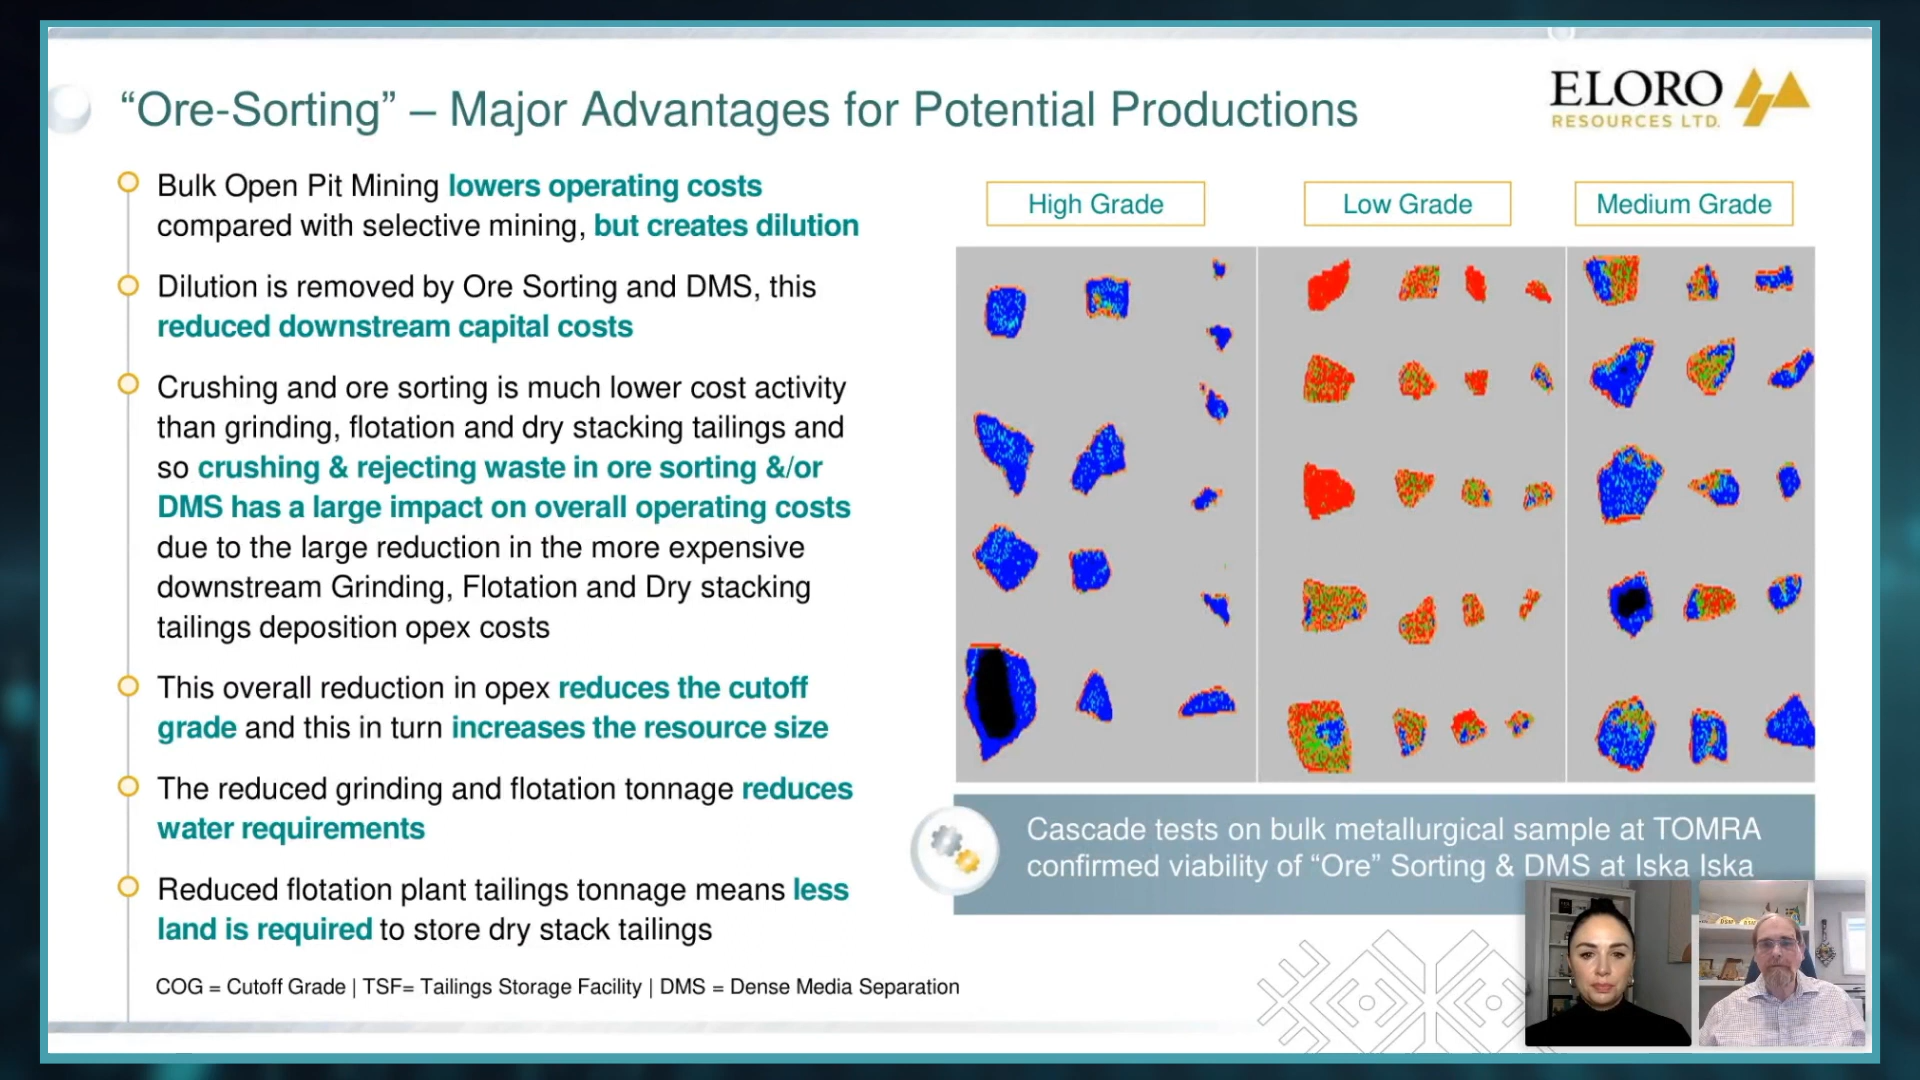 “Ore-Sorting” – Major Advantages for Potential Productions
ELORO
RESOURCES LTD.
Bulk Open Pit Mining lowers operating costs
compared with selective mining, but creates dilution
Dilution is removed by Ore Sorting and DMS, this
reduced downstream capital costs
Crushing and ore sorting is much lower cost activity
than grinding, flotation and dry stacking tailings and
so crushing & rejecting waste in ore sorting &/or
DMS has a large impact on overall operating costs
due to the large reduction in the more expensive
downstream Grinding, Flotation and Dry stacking
tailings deposition opex costs
This overall reduction in opex reduces the cutoff
grade and this in turn increases the resource size
The reduced grinding and flotation tonnage reduces
water requirements
Reduced flotation plant tailings tonnage means less
land is required to store dry stack tailings
COG = Cutoff Grade | TSF= Tailings Storage Facility | DMS = Dense Media Separation
High Grade
Low Grade
Medium Grade
Cascade tests on bulk metallurgical sample at TOMRA
confirmed viability of “Ore” Sorting & DMS at Iska Iska